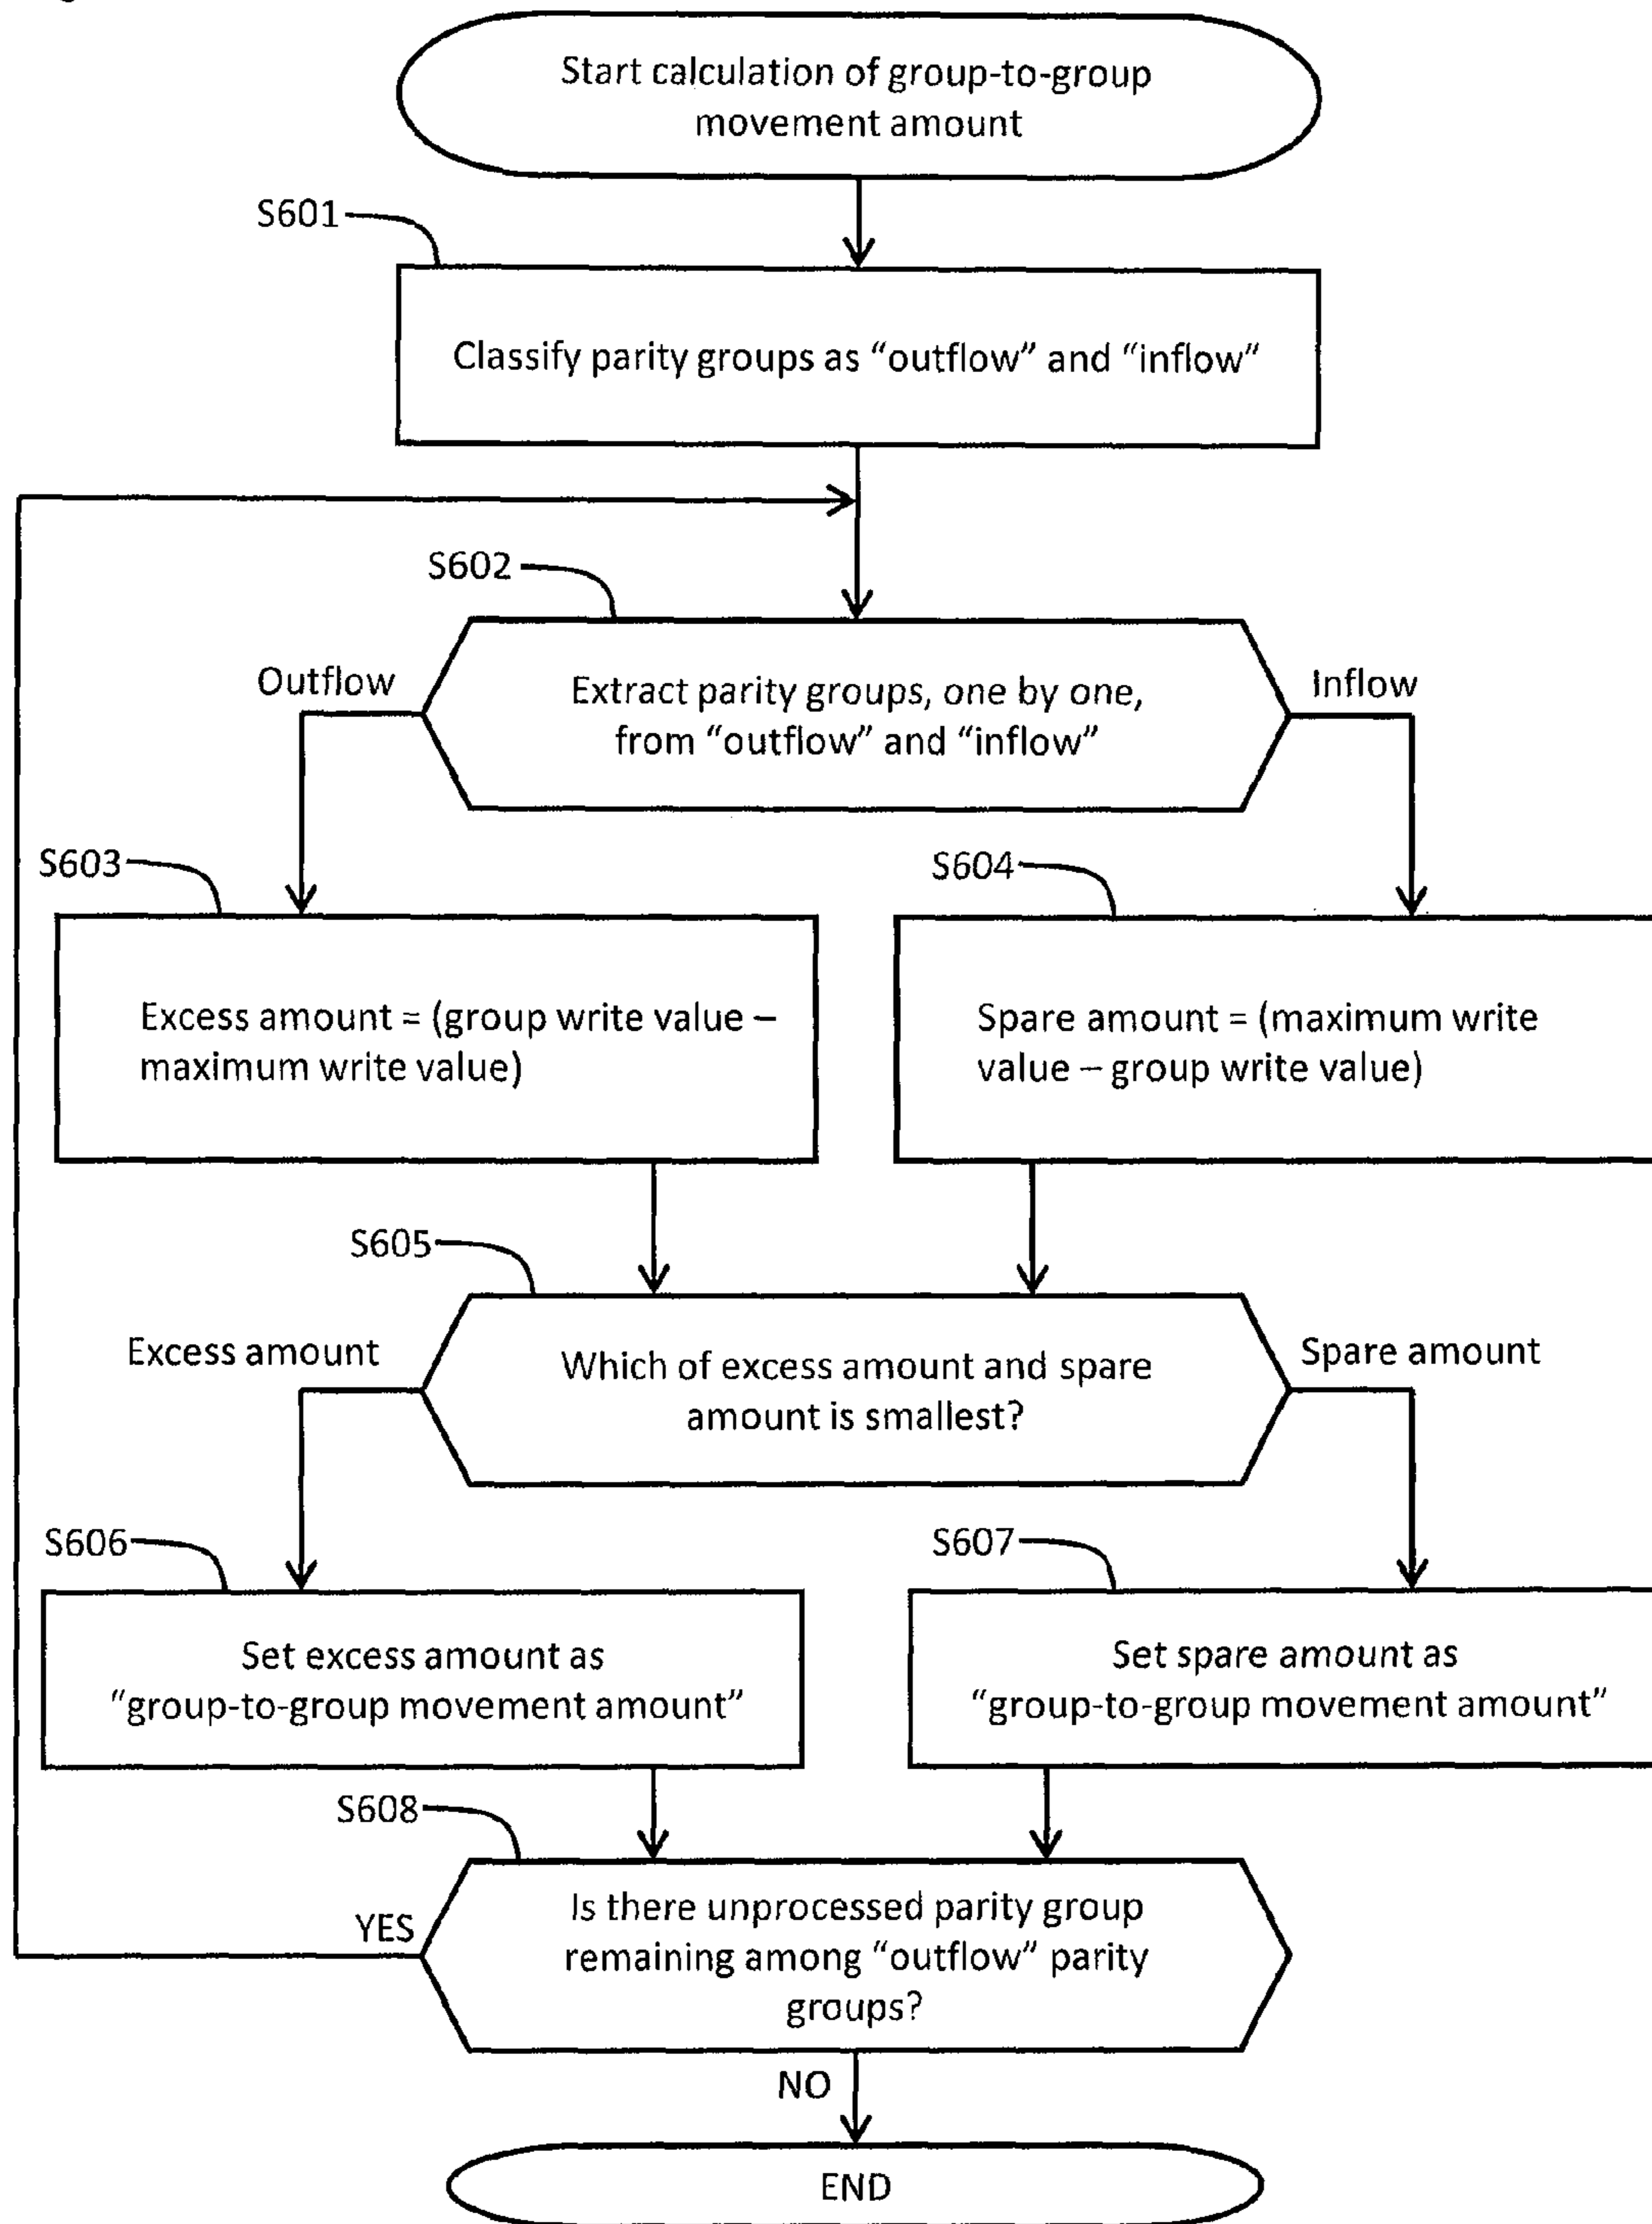 Start calculation of group-to-group
movement amount
S601
Classify parity groups as “outflow” and “inflow”
S602
Outflow
Inflow
Extract parity groups, one by one,
from “outflow” and “inflow”
S603
S604
Excess amount = (group write value –
maximum write value)
Spare amount = (maximum write
value – group write value)
S605
Excess amount
Spare amount
Which of excess amount and spare
amount is smallest?
S606
S607
Set excess amount as
“group-to-group movement amount”
Set spare amount as
“group-to-group movement amount”
S608
YES
Is there unprocessed parity group
remaining among “outflow” parity
groups?
NO
END